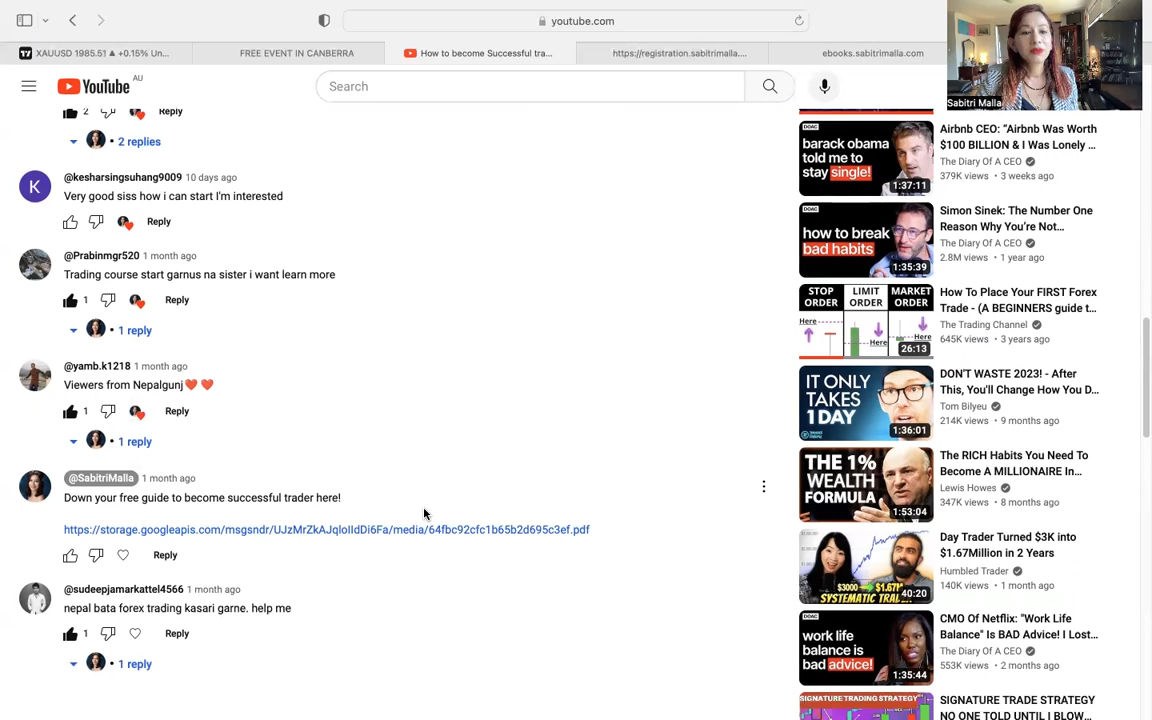 youtube.com
XAUUSD 1985.51 ▲ +0.15% Un...
FREE EVENT IN CANBERRA
How to become Successful tra...
https://registration.sabitrimalla....
ebooks.sabitrimalla.com
Sabitri Malla
YouTube
AU
Search
2
Reply
2 replies
K
@kesharsingsuhang9009 10 days ago
Very good siss how i can start I'm interested
Reply
@Prabinmgr520 1 month ago
Trading course start garnus na sister i want learn more
1
Reply
1 reply
@yamb.k1218 1 month ago
Viewers from Nepalgunj❤️ ❤️
1
Reply
1 reply
@SabitriMalla 1 month ago
Down your free guide to become successful trader here!
https://storage.googleapis.com/msgsndr/UJzMrZkAJqlolIdDi6Fa/media/64fbc92cfc1b65b2d695c3ef.pdf
Reply
@sudeepjamarkattel4566 1 month ago
nepal bata forex trading kasari garne. help me
1
Reply
1 reply
DOAC
barack obama
told me to
stay single!
1:37:11
Airbnb CEO: “Airbnb Was Worth
$100 BILLION & I Was Lonely ...
The Diary Of A CEO
379K views • 3 weeks ago
DOAC
how to break
bad habits
1:35:39
Simon Sinek: The Number One
Reason Why You’re Not...
The Diary Of A CEO
2.8M views • 1 year ago
STOP ORDER
LIMIT ORDER
MARKET ORDER
Here
Here
Here
26:13
How To Place Your FIRST Forex
Trade - (A BEGINNERS guide t...
The Trading Channel
645K views • 3 years ago
IT ONLY
TAKES
1 DAY
1:36:01
DON'T WASTE 2023! - After
This, You'll Change How You D...
Tom Bilyeu
214K views • 9 months ago
THE 1%
WEALTH
FORMULA
1:53:04
The RICH Habits You Need To
Become A MILLIONAIRE In...
Lewis Howes
347K views • 8 months ago
$3000 → $1.67M
SYSTEMATIC TRAD
40:20
Day Trader Turned $3K into
$1.67Million in 2 Years
Humbled Trader
140K views • 1 month ago
DOAC
work life
balance is
bad advice!
1:35:44
CMO Of Netflix: "Work Life
Balance" Is BAD Advice! I Lost...
The Diary Of A CEO
553K views • 2 months ago
SIGNATURE TRADING STRATEGY
SIGNATURE TRADE STRATEGY
NO ONE TOLD UNTIL I BLOW...